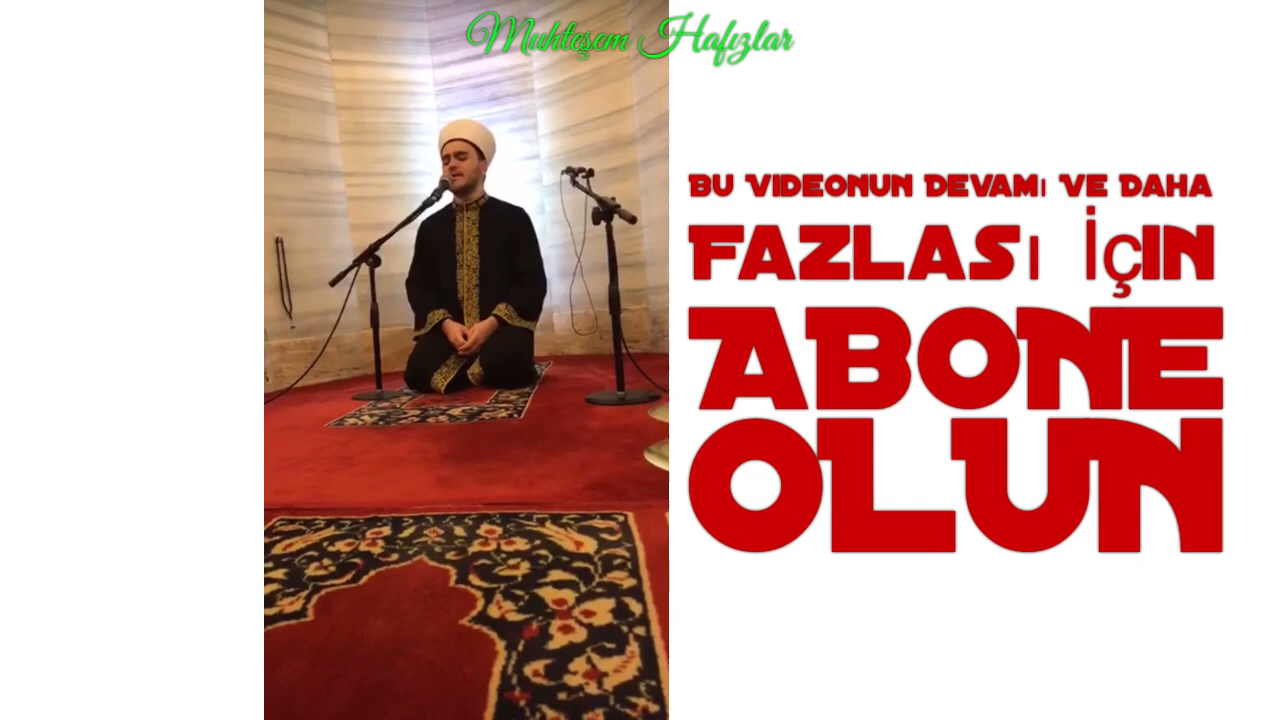 Muhteşem Hafızlar
Bu Videonun Devamı ve Daha
Fazlası İçin
Abone
Olun